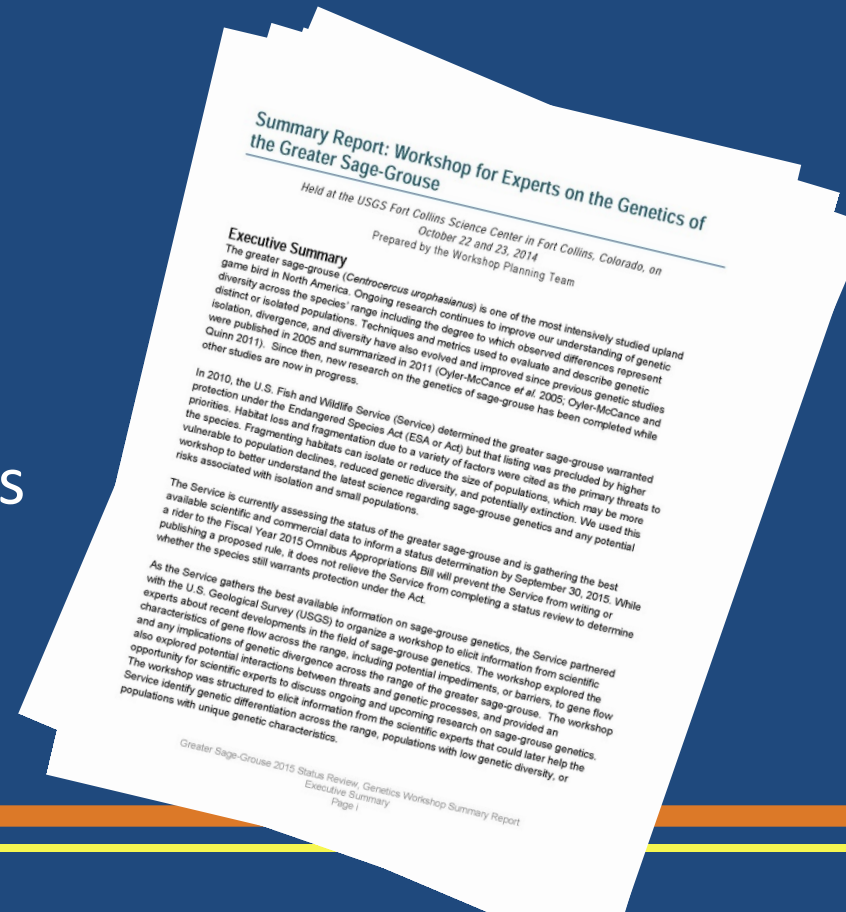 Summary Report: Workshop for Experts on the Genetics of
the Greater Sage-Grouse
Held at the USGS Fort Collins Science Center in Fort Collins, Colorado, on
October 22 and 23, 2014
Prepared by the Workshop Planning Team
Executive Summary
The greater sage-grouse (Centrocercus urophasianus) is one of the most intensively studied upland
game bird in North America. Ongoing research continues to improve our understanding of genetic
diversity across the species' range including the degree to which observed differences represent
distinct or isolated populations. Techniques and metrics used to evaluate and describe genetic
isolation, divergence, and diversity have also evolved and improved since previous genetic studies
were published in 2005 and summarized in 2011 (Oyler-McCance et al. 2005; Oyler-McCance and
Quinn 2011). Since then, new research on the genetics of sage-grouse has been completed while
other studies are now in progress.
In 2010, the U.S. Fish and Wildlife Service (Service) determined the greater sage-grouse warranted
protection under the Endangered Species Act (ESA or Act) but that listing was precluded by higher
priorities. Habitat loss and fragmentation due to a variety of factors were cited as the primary threats to
the species. Fragmenting habitats can isolate or reduce the size of populations, which may be more
vulnerable to population declines, reduced genetic diversity, and potentially extinction. We used this
workshop to better understand the latest science regarding sage-grouse genetics and any potential
risks associated with isolation and small populations.
s
The Service is currently assessing the status of the greater sage-grouse and is gathering the best
available scientific and commercial data to inform a status determination by September 30, 2015. While
a rider to the Fiscal Year 2015 Omnibus Appropriations Bill will prevent the Service from writing or
publishing a proposed rule, it does not relieve the Service from completing a status review to determine
whether the species still warrants protection under the Act.
As the Service gathers the best available information on sage-grouse genetics, the Service partnered
with the U.S. Geological Survey (USGS) to organize a workshop to elicit information from scientific
experts about recent developments in the field of sage-grouse genetics. The workshop explored the
characteristics of gene flow across the range, including potential impediments, or barriers, to gene flow
and any implications of genetic divergence across the range of the greater sage-grouse. The workshop
also explored potential interactions between threats and genetic processes, and provided an
opportunity for scientific experts to discuss ongoing and upcoming research on sage-grouse genetics.
The workshop was structured to elicit information from the scientific experts that could later help the
Service identify genetic differentiation across the range, populations with low genetic diversity, or
populations with unique genetic characteristics.
Greater Sage-Grouse 2015 Status Review, Genetics Workshop Summary Report
Executive Summary
Page i